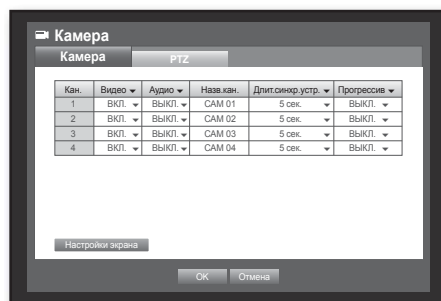 Камера
Камера PTZ
Кан. Видео Аудио Назв.кан. Длит.синхр.устр. Прогрессив
1 ВКЛ. ВЫКЛ. CAM 01 5 сек. ВЫКЛ.
2 ВКЛ. ВЫКЛ. CAM 02 5 сек. ВЫКЛ.
3 ВКЛ. ВЫКЛ. CAM 03 5 сек. ВЫКЛ.
4 ВКЛ. ВЫКЛ. CAM 04 5 сек. ВЫКЛ.
Настройки экрана
OK Отмена